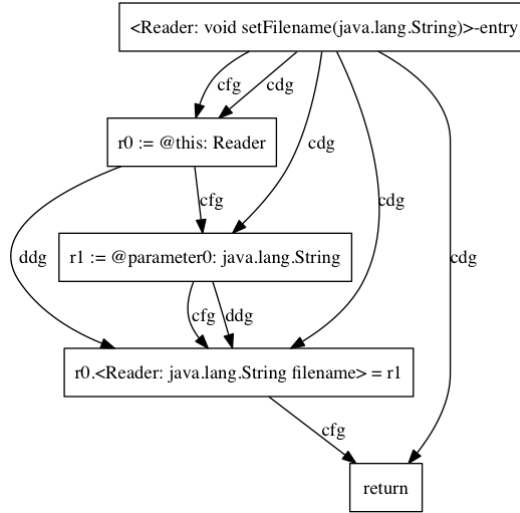 <Reader: void setFilename(java.lang.String)>-entry
cfg
cdg
r0 := @this: Reader
cdg
cfg
cdg
ddg
r1 := @parameter0: java.lang.String
cdg
cfg
ddg
r0.<Reader: java.lang.String filename> = r1
cfg
return